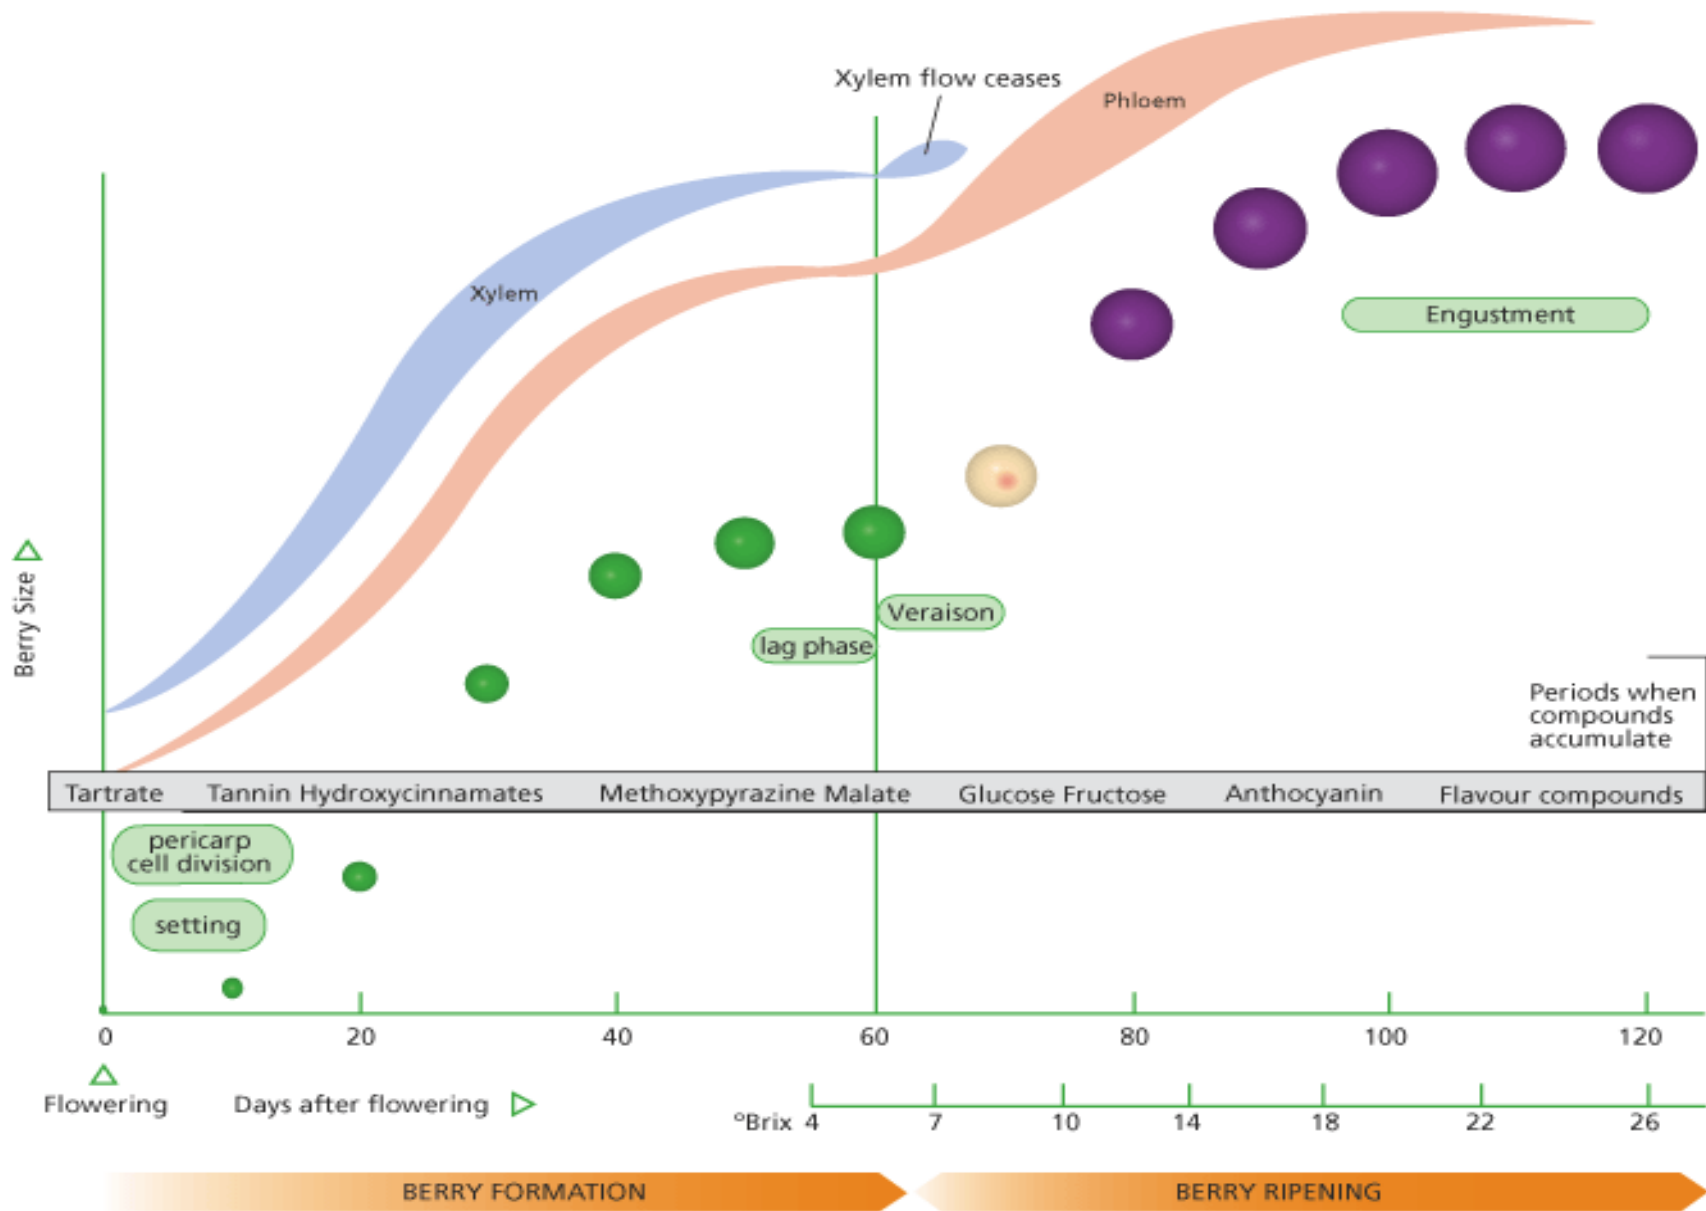 Xylem flow ceases
Phloem
Xylem
Engustment
Berry Size
Veraison
lag phase
Periods when
compounds
accumulate
Tartrate Tannin Hydroxycinnamates Methoxypyrazine Malate Glucose Fructose Anthocyanin Flavour compounds
pericarp
cell division
setting
0 20 40 60 80 100 120
Flowering Days after flowering
°Brix 4 7 10 14 18 22 26
BERRY FORMATION BERRY RIPENING